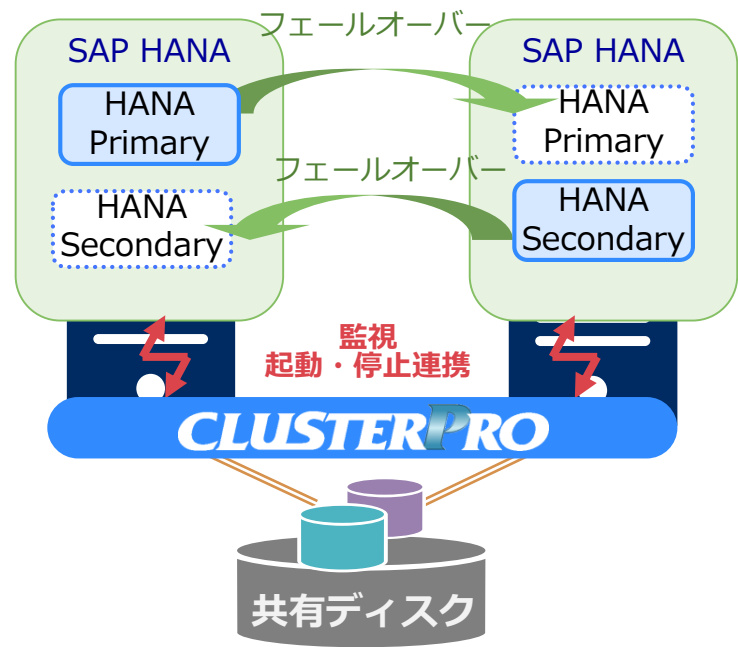 フェールオーバー
SAP HANA
SAP HANA
HANA
Primary
HANA
Primary
フェールオーバー
HANA
Secondary
HANA
Secondary
監視
起動・停止連携
CLUSTERPRO
共有ディスク